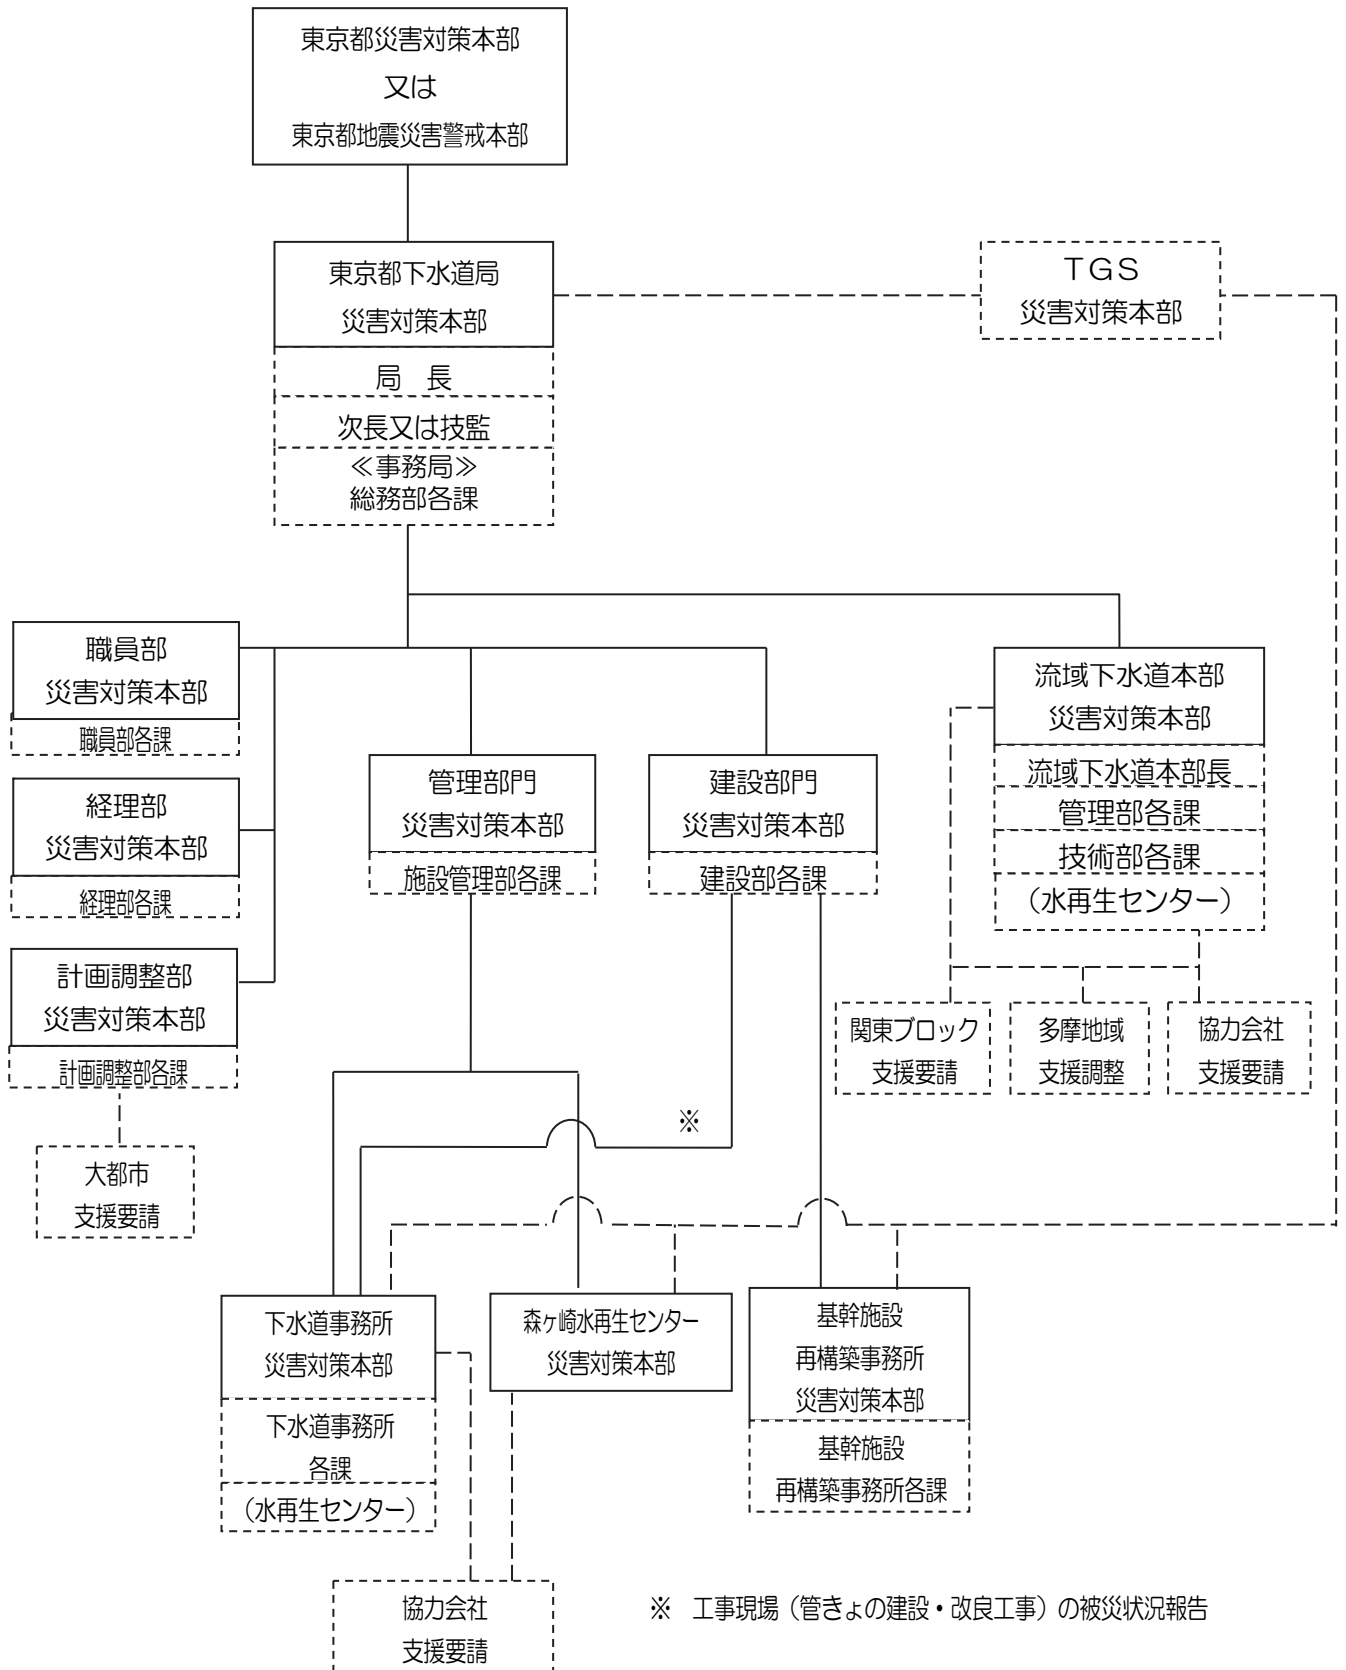 東京都災害対策本部
又は
東京都地震災害警戒本部
東京都下水道局
災害対策本部
局　長
次長又は技監
≪事務局≫
総務部各課
ＴＧＳ
災害対策本部
職員部
災害対策本部
職員部各課
経理部
災害対策本部
経理部各課
計画調整部
災害対策本部
計画調整部各課
大都市
支援要請
管理部門
災害対策本部
施設管理部各課
建設部門
災害対策本部
建設部各課
流域下水道本部
災害対策本部
流域下水道本部長
管理部各課
技術部各課
（水再生センター）
関東ブロック
支援要請
多摩地域
支援調整
協力会社
支援要請
※
下水道事務所
災害対策本部
下水道事務所
各課
（水再生センター）
森ヶ崎水再生センター
災害対策本部
基幹施設
再構築事務所
災害対策本部
基幹施設
再構築事務所各課
協力会社
支援要請
※　工事現場（管きょの建設・改良工事）の被災状況報告